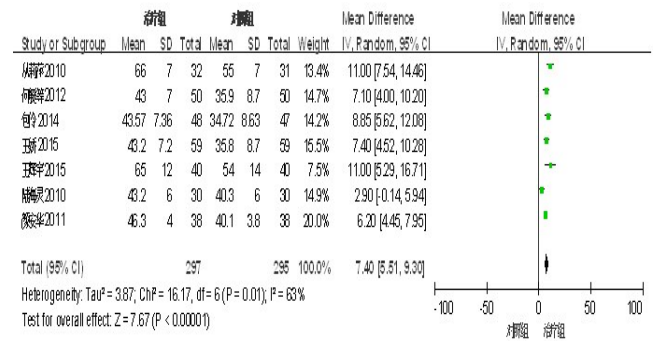 治疗组 对照组 Mean Difference Mean Difference
Study or Subgroup Mean SD Total Mean SD Total Weight IV, Random, 95% CI IV, Random, 95% CI
2010 66 7 32 55 7 31 13.4% 11.00 [7.54, 14.46]
2012 43 7 50 35.9 8.7 50 7.10 [4.00, 10.20]
2014 43.57 7.36 48 34.72 8.63 47 14.2% 8.85 [5.62, 12.08]
2015 43.2 7.2 59 35.8 8.7 59 7.40 [4.52, 10.28]
2015 65 12 40 54 14 40 7.5% 11.00 [5.29, 16.71]
2010 43.2 6 30 40.3 6 30 2.90 [-0.14, 5.94]
2011 46.3 4 38 40.1 3.8 38 20.0% 6.20 [4.45, 7.95]
Total (95% CI) 297 295 100.0% 7.40 [5.51, 9.30]
Heterogeneity: Tau² = 3.87; Chi² = 16.17, df = 6 (P = 0.01); I² = 63%
Test for overall effect: Z = 7.67 (P < 0.00001)
-100 -50 0 50 100
对照组 治疗组